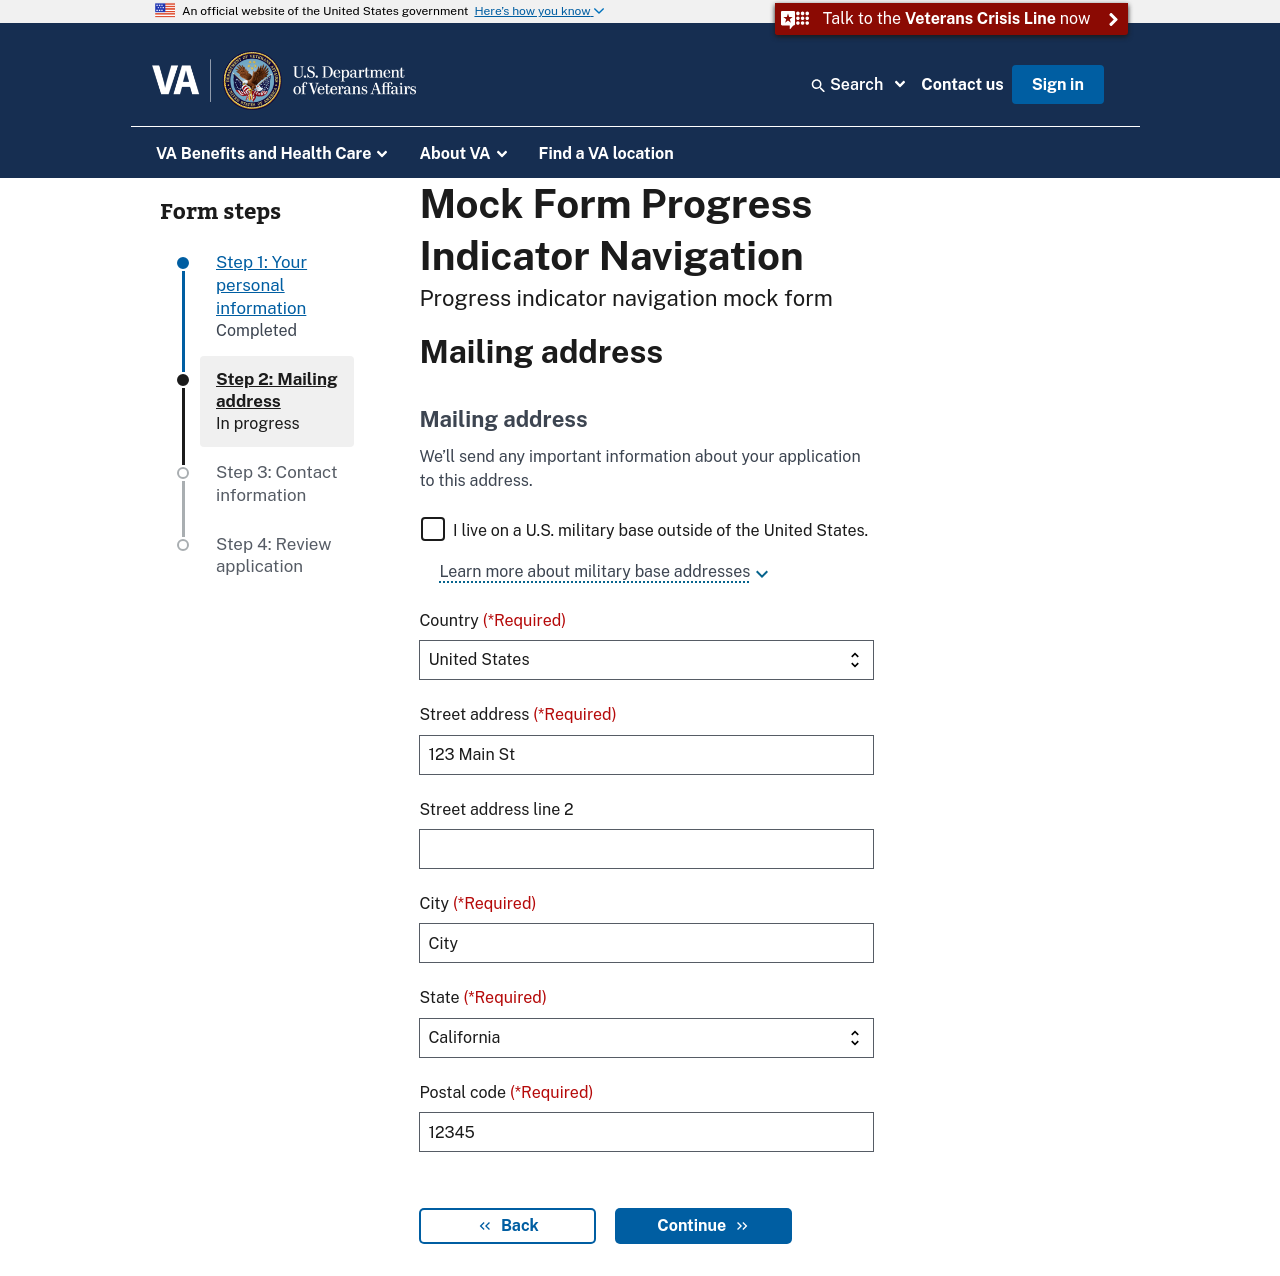 An official website of the United States government Here's how you know
Talk to the Veterans Crisis Line now
VA
U.S. Department
of Veterans Affairs
Search
Contact us
Sign in
VA Benefits and Health Care
About VA
Find a VA location
Form steps
Step 1: Your
personal
information
Completed
Step 2: Mailing
address
In progress
Step 3: Contact
information
Step 4: Review
application
Mock Form Progress
Indicator Navigation
Progress indicator navigation mock form
Mailing address
Mailing address
We’ll send any important information about your application
to this address.
I live on a U.S. military base outside of the United States.
Learn more about military base addresses
Country (*Required)
United States
Street address (*Required)
123 Main St
Street address line 2
City (*Required)
City
State (*Required)
California
Postal code (*Required)
12345
Back
Continue